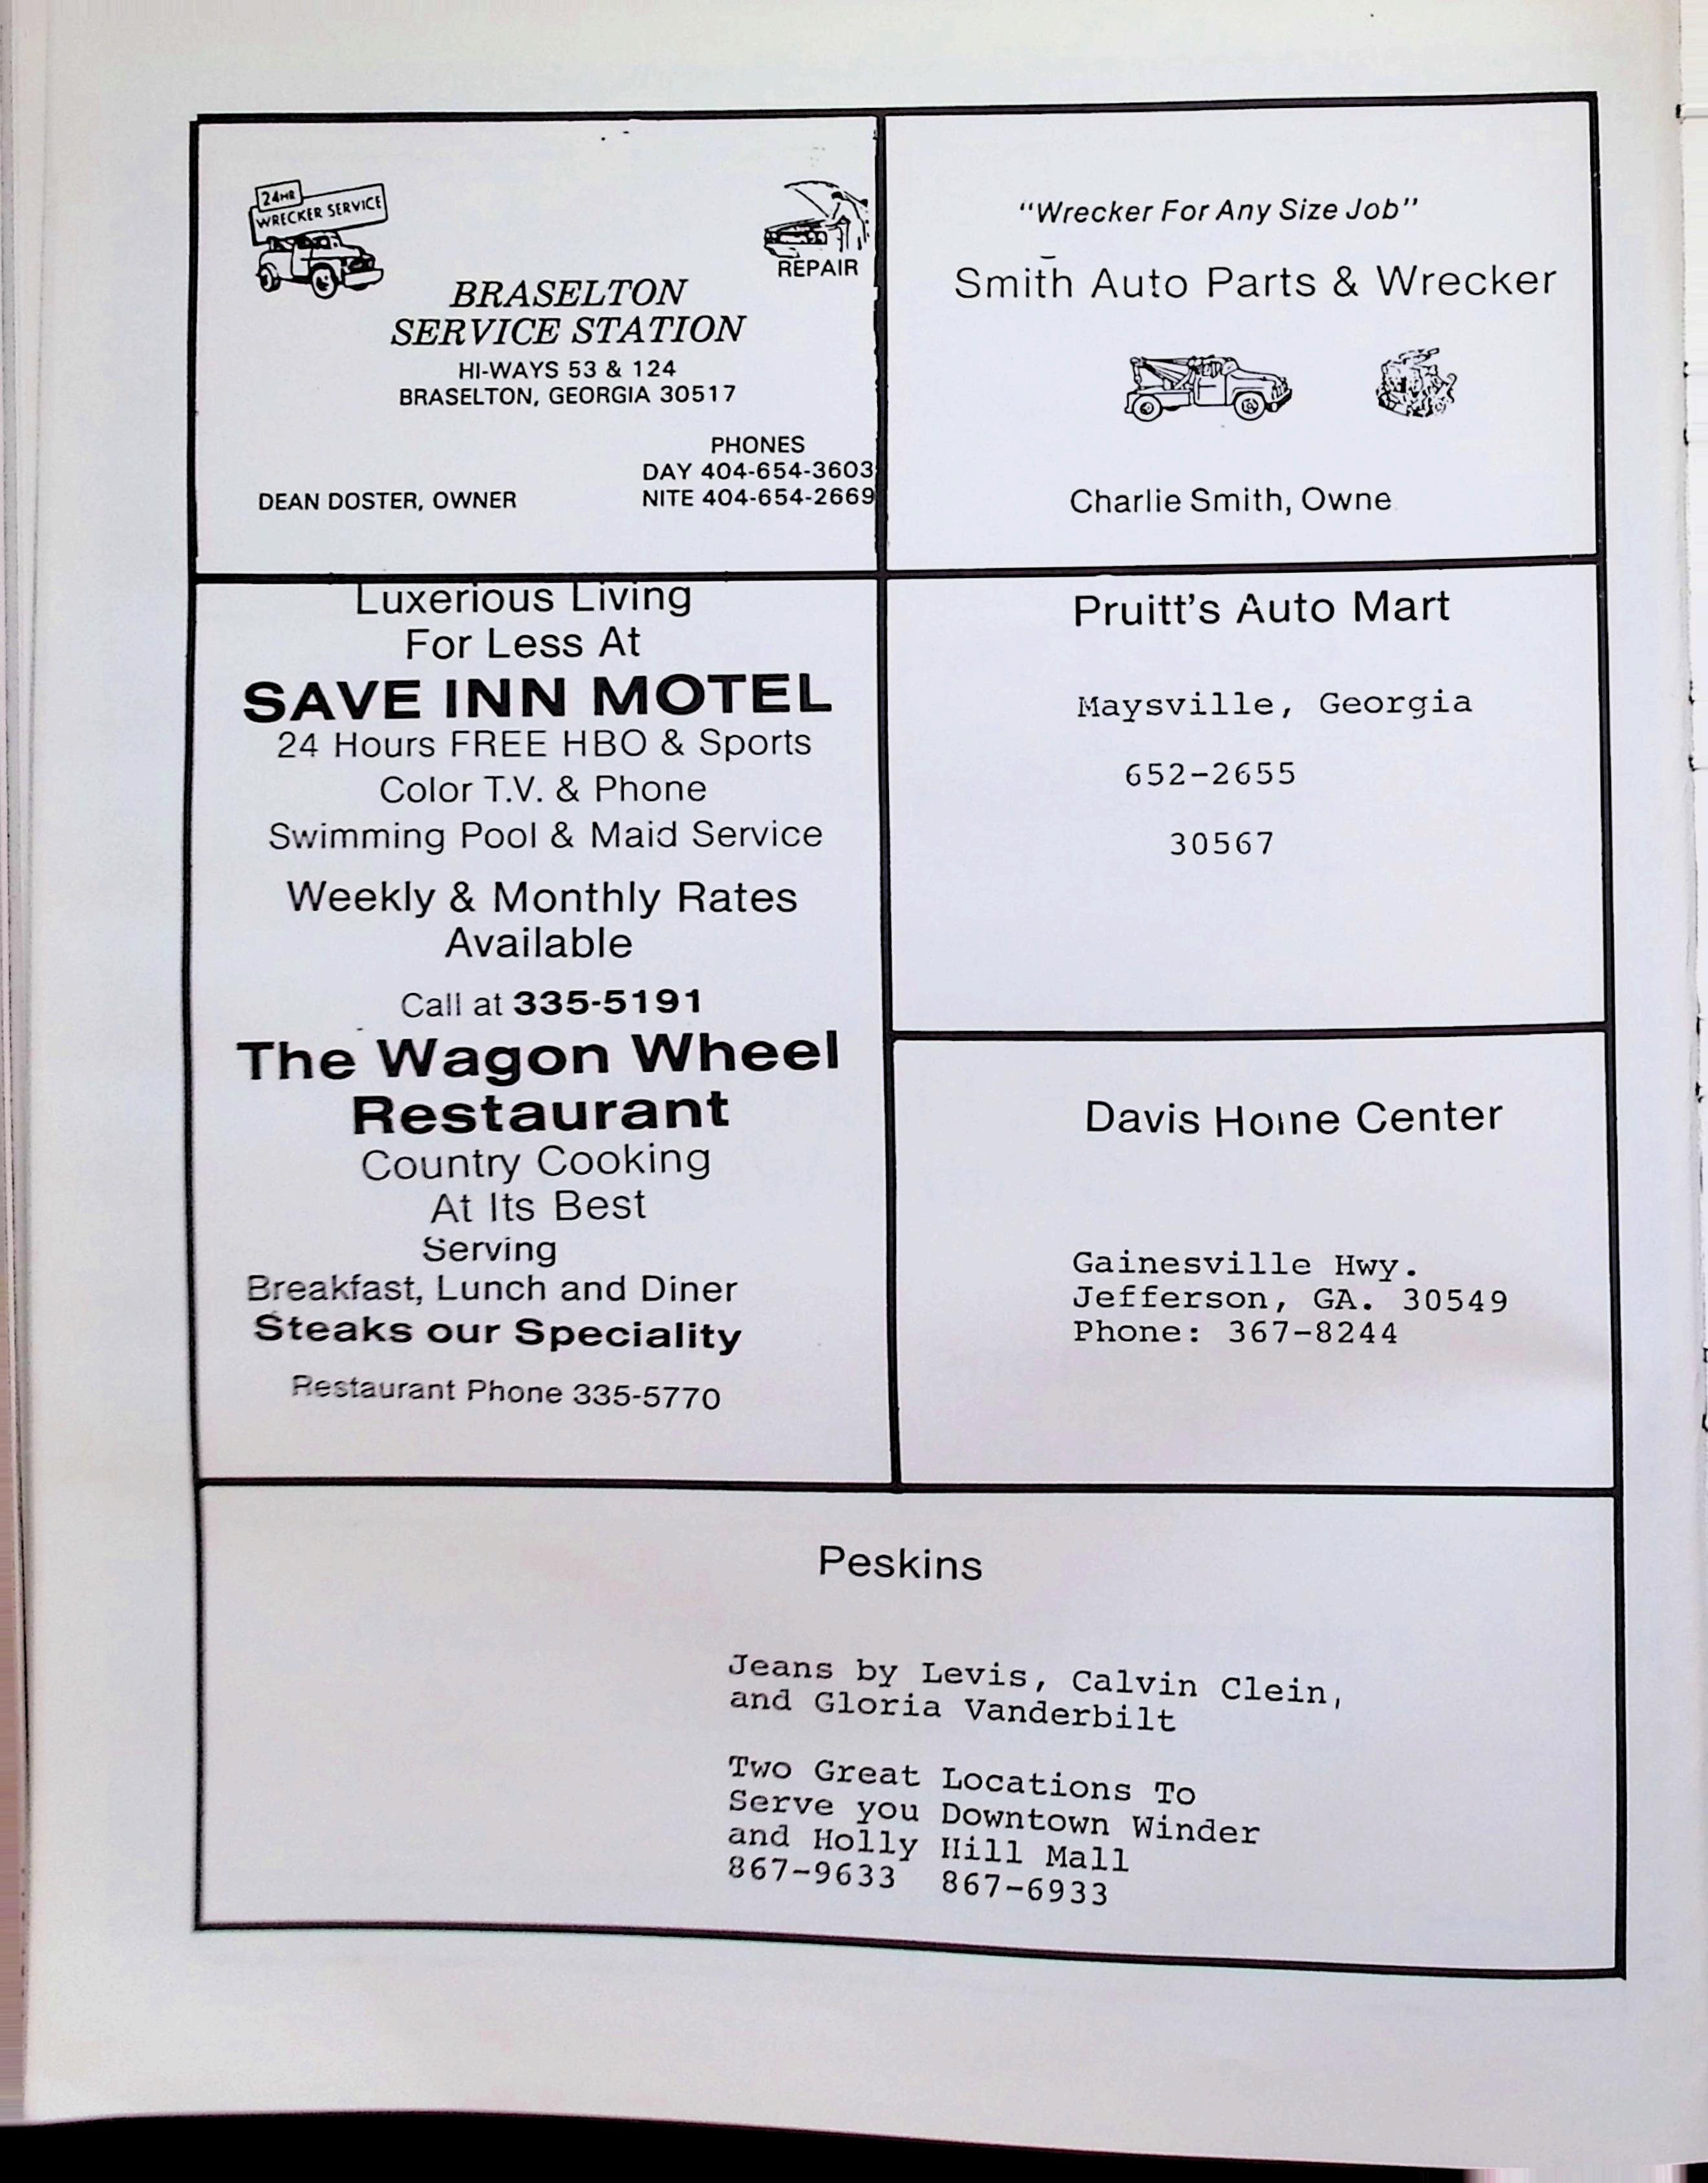 24HR
WRECKER SERVICE
REPAIR
BRASELTON
SERVICE STATION
HI-WAYS 53 & 124
BRASELTON, GEORGIA 30517
PHONES
DAY 404-654-3603
NITE 404-654-2669
DEAN DOSTER, OWNER
"Wrecker For Any Size Job"
Smith Auto Parts & Wrecker
Charlie Smith, Owne
Luxerious Living
For Less At
SAVE INN MOTEL
24 Hours FREE HBO & Sports
Color T.V. & Phone
Swimming Pool & Maid Service
Weekly & Monthly Rates
Available
Call at 335-5191
The Wagon Wheel
Restaurant
Country Cooking
At Its Best
Serving
Breakfast, Lunch and Diner
Steaks our Speciality
Restaurant Phone 335-5770
Pruitt's Auto Mart
Maysville, Georgia
652-2655
30567
Davis Home Center
Gainesville Hwy.
Jefferson, GA. 30549
Phone: 367-8244
Peskins
Jeans by Levis, Calvin Clein,
and Gloria Vanderbilt
Two Great Locations To
Serve you Downtown Winder
and Holly Hill Mall
867-9633 867-6933